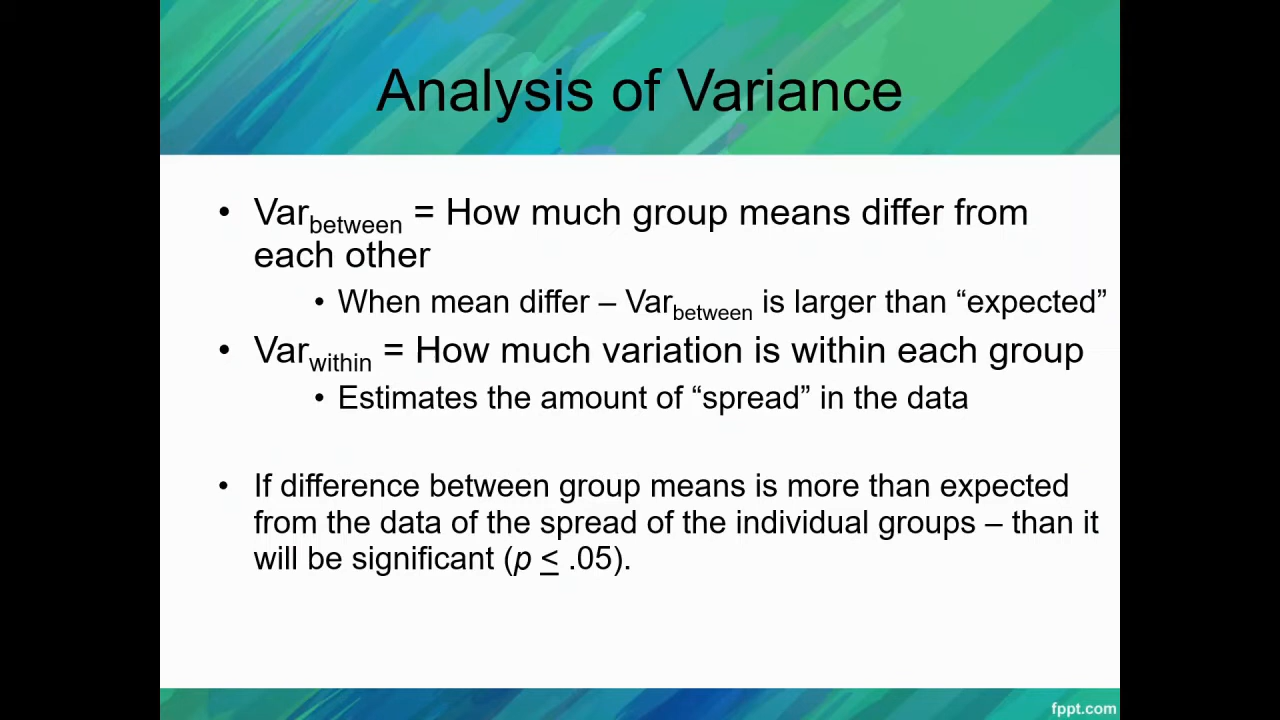 Analysis of Variance
• Varbetween = How much group means differ from
each other
• When mean differ – Varbetween is larger than “expected”
• Varwithin = How much variation is within each group
• Estimates the amount of “spread” in the data
• If difference between group means is more than expected
from the data of the spread of the individual groups – than it
will be significant (p < .05).
fppt.com